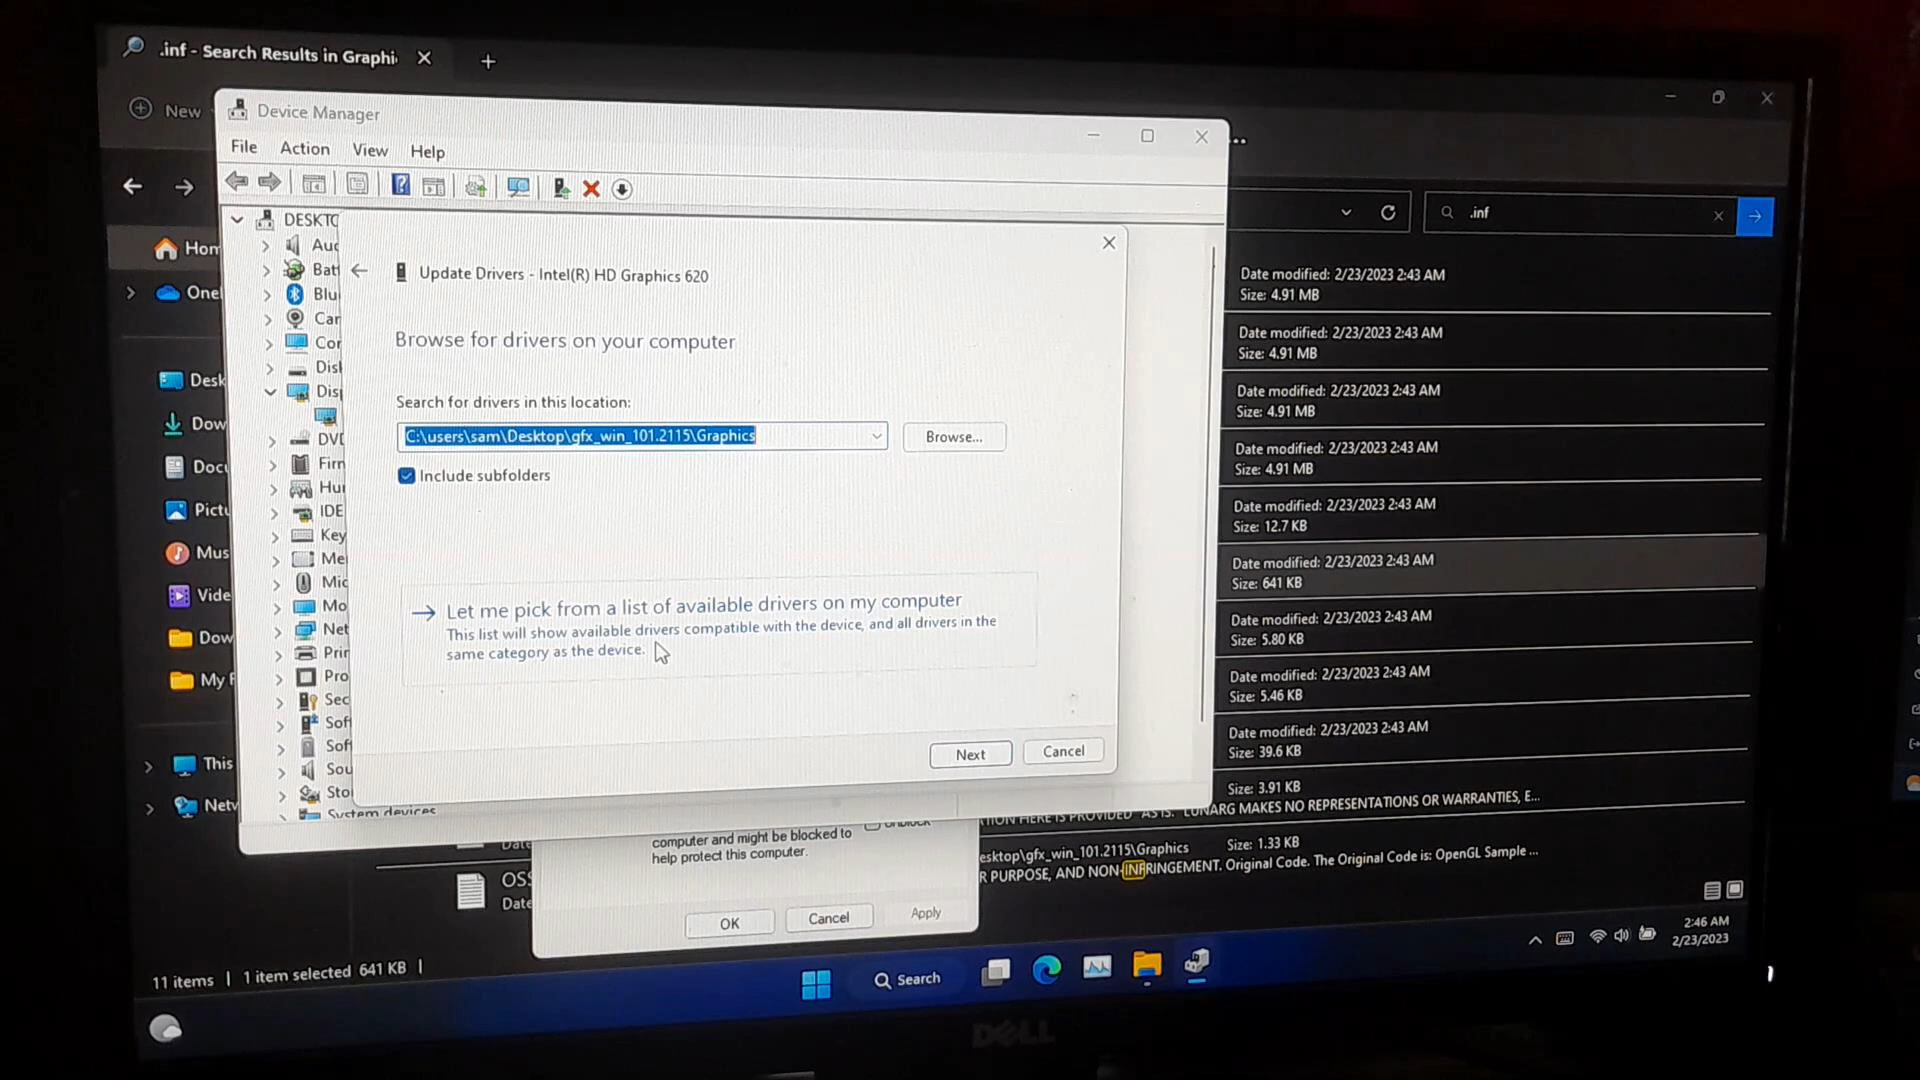 .inf - Search Results in Graphi
New
Device Manager
File Action View Help
DESKTO
Aud
Batt
Blu
Car
Cor
Disk
Disp
DVD
Firn
Hur
IDE
Key
Me
Mic
Mo
Net
Prin
Pro
Sec
Soft
Soft
Sou
Sto
System devices
Update Drivers - Intel(R) HD Graphics 620
Browse for drivers on your computer
Search for drivers in this location:
C:\users\sam\Desktop\gfx_win_101.2115\Graphics
Browse...
Include subfolders
Let me pick from a list of available drivers on my computer
This list will show available drivers compatible with the device, and all drivers in the
same category as the device.
Next
Cancel
Hom
OneI
Desk
Dow
Docu
Pictu
Mus
Vide
Dow
My F
This
Netw
.inf
Date modified: 2/23/2023 2:43 AM
Size: 4.91 MB
Date modified: 2/23/2023 2:43 AM
Size: 4.91 MB
Date modified: 2/23/2023 2:43 AM
Size: 4.91 MB
Date modified: 2/23/2023 2:43 AM
Size: 4.91 MB
Date modified: 2/23/2023 2:43 AM
Size: 12.7 KB
Date modified: 2/23/2023 2:43 AM
Size: 641 KB
Date modified: 2/23/2023 2:43 AM
Size: 5.80 KB
Date modified: 2/23/2023 2:43 AM
Size: 5.46 KB
Date modified: 2/23/2023 2:43 AM
Size: 39.6 KB
Size: 3.91 KB
TION HERE IS PROVIDED "AS IS." LUNARG MAKES NO REPRESENTATIONS OR WARRANTIES, E...
esktop\gfx_win_101.2115\Graphics Size: 1.33 KB
R PURPOSE, AND NON-INFRINGEMENT. Original Code. The Original Code is: OpenGL Sample ...
Date
OSS
Date
computer and might be blocked to
help protect this computer.
Unblock
OK
Cancel
Apply
11 items | 1 item selected 641 KB |
Search
2:46 AM
2/23/2023
DELL